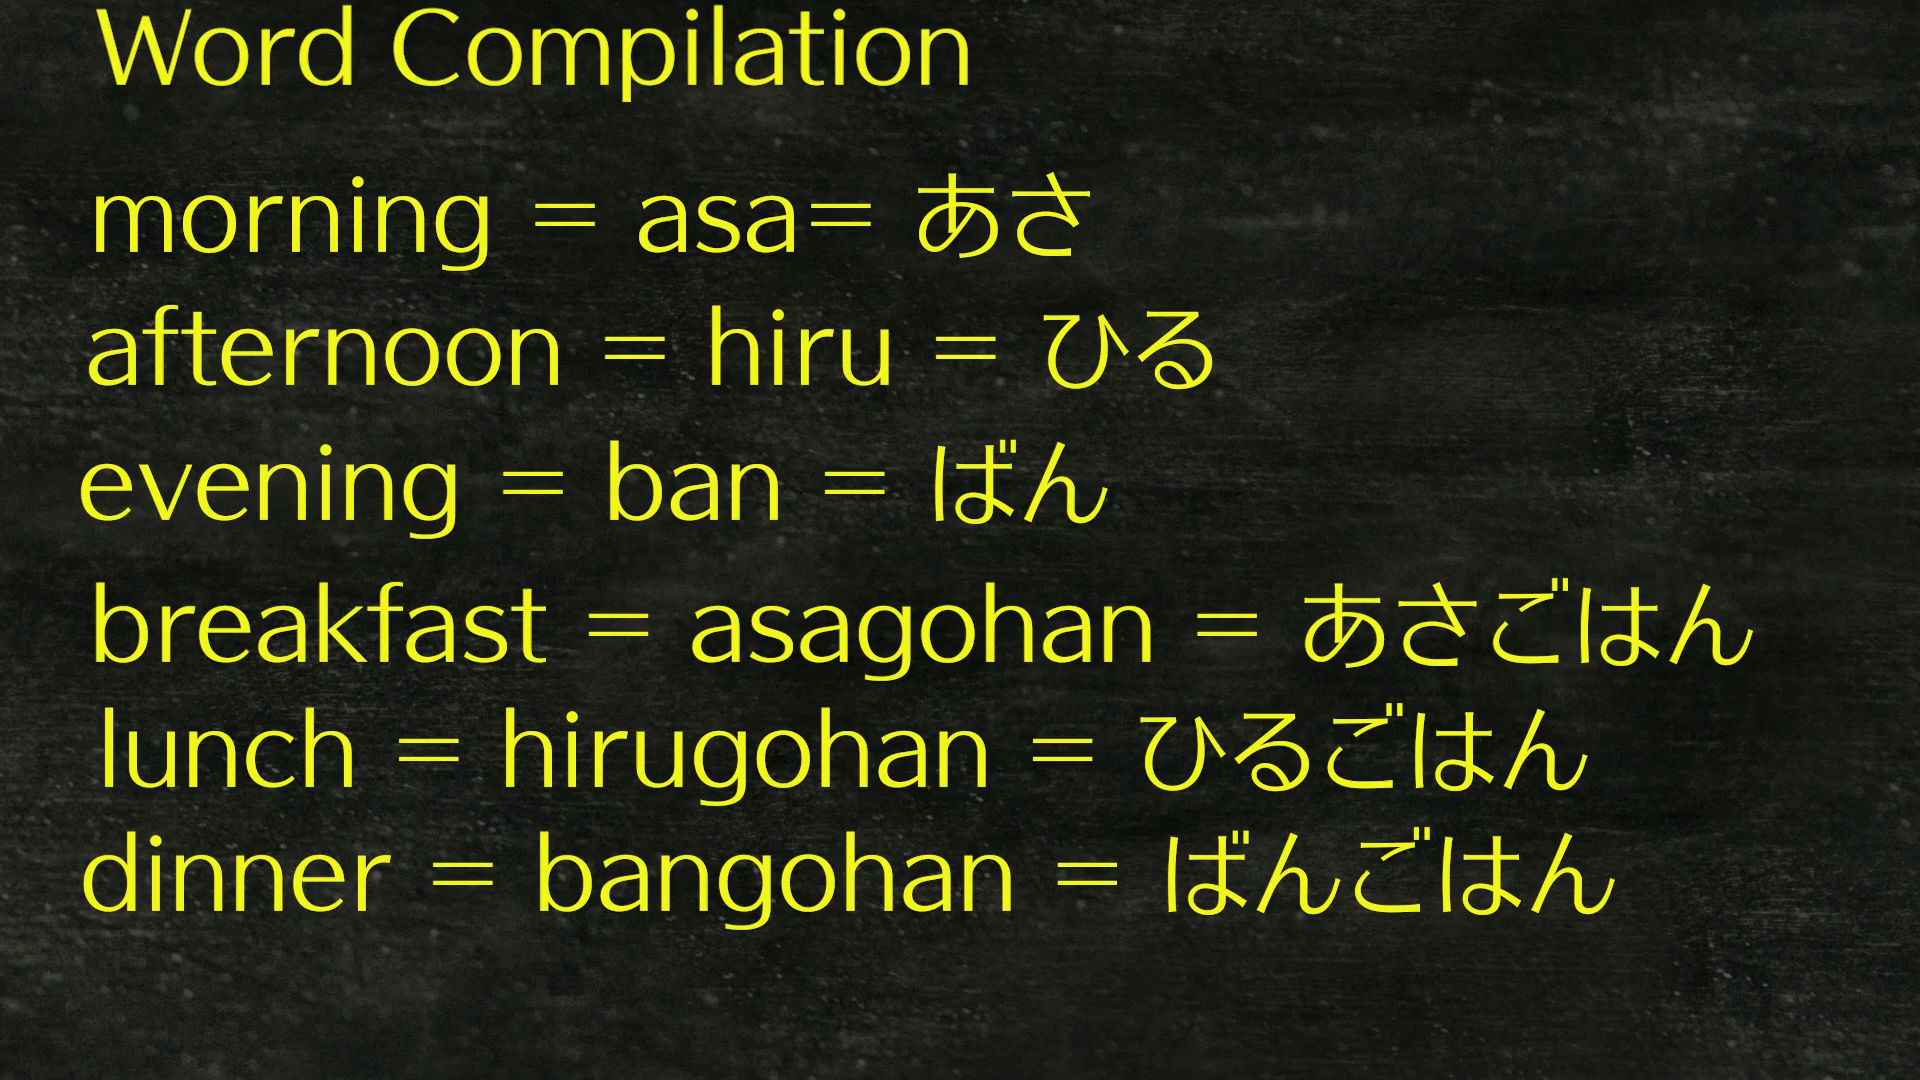 Word Compilation
morning = asa= あさ
afternoon = hiru = ひる
evening = ban = ばん
breakfast = asagohan = あさごはん
lunch = hirugohan = ひるごはん
dinner = bangohan = ばんごはん